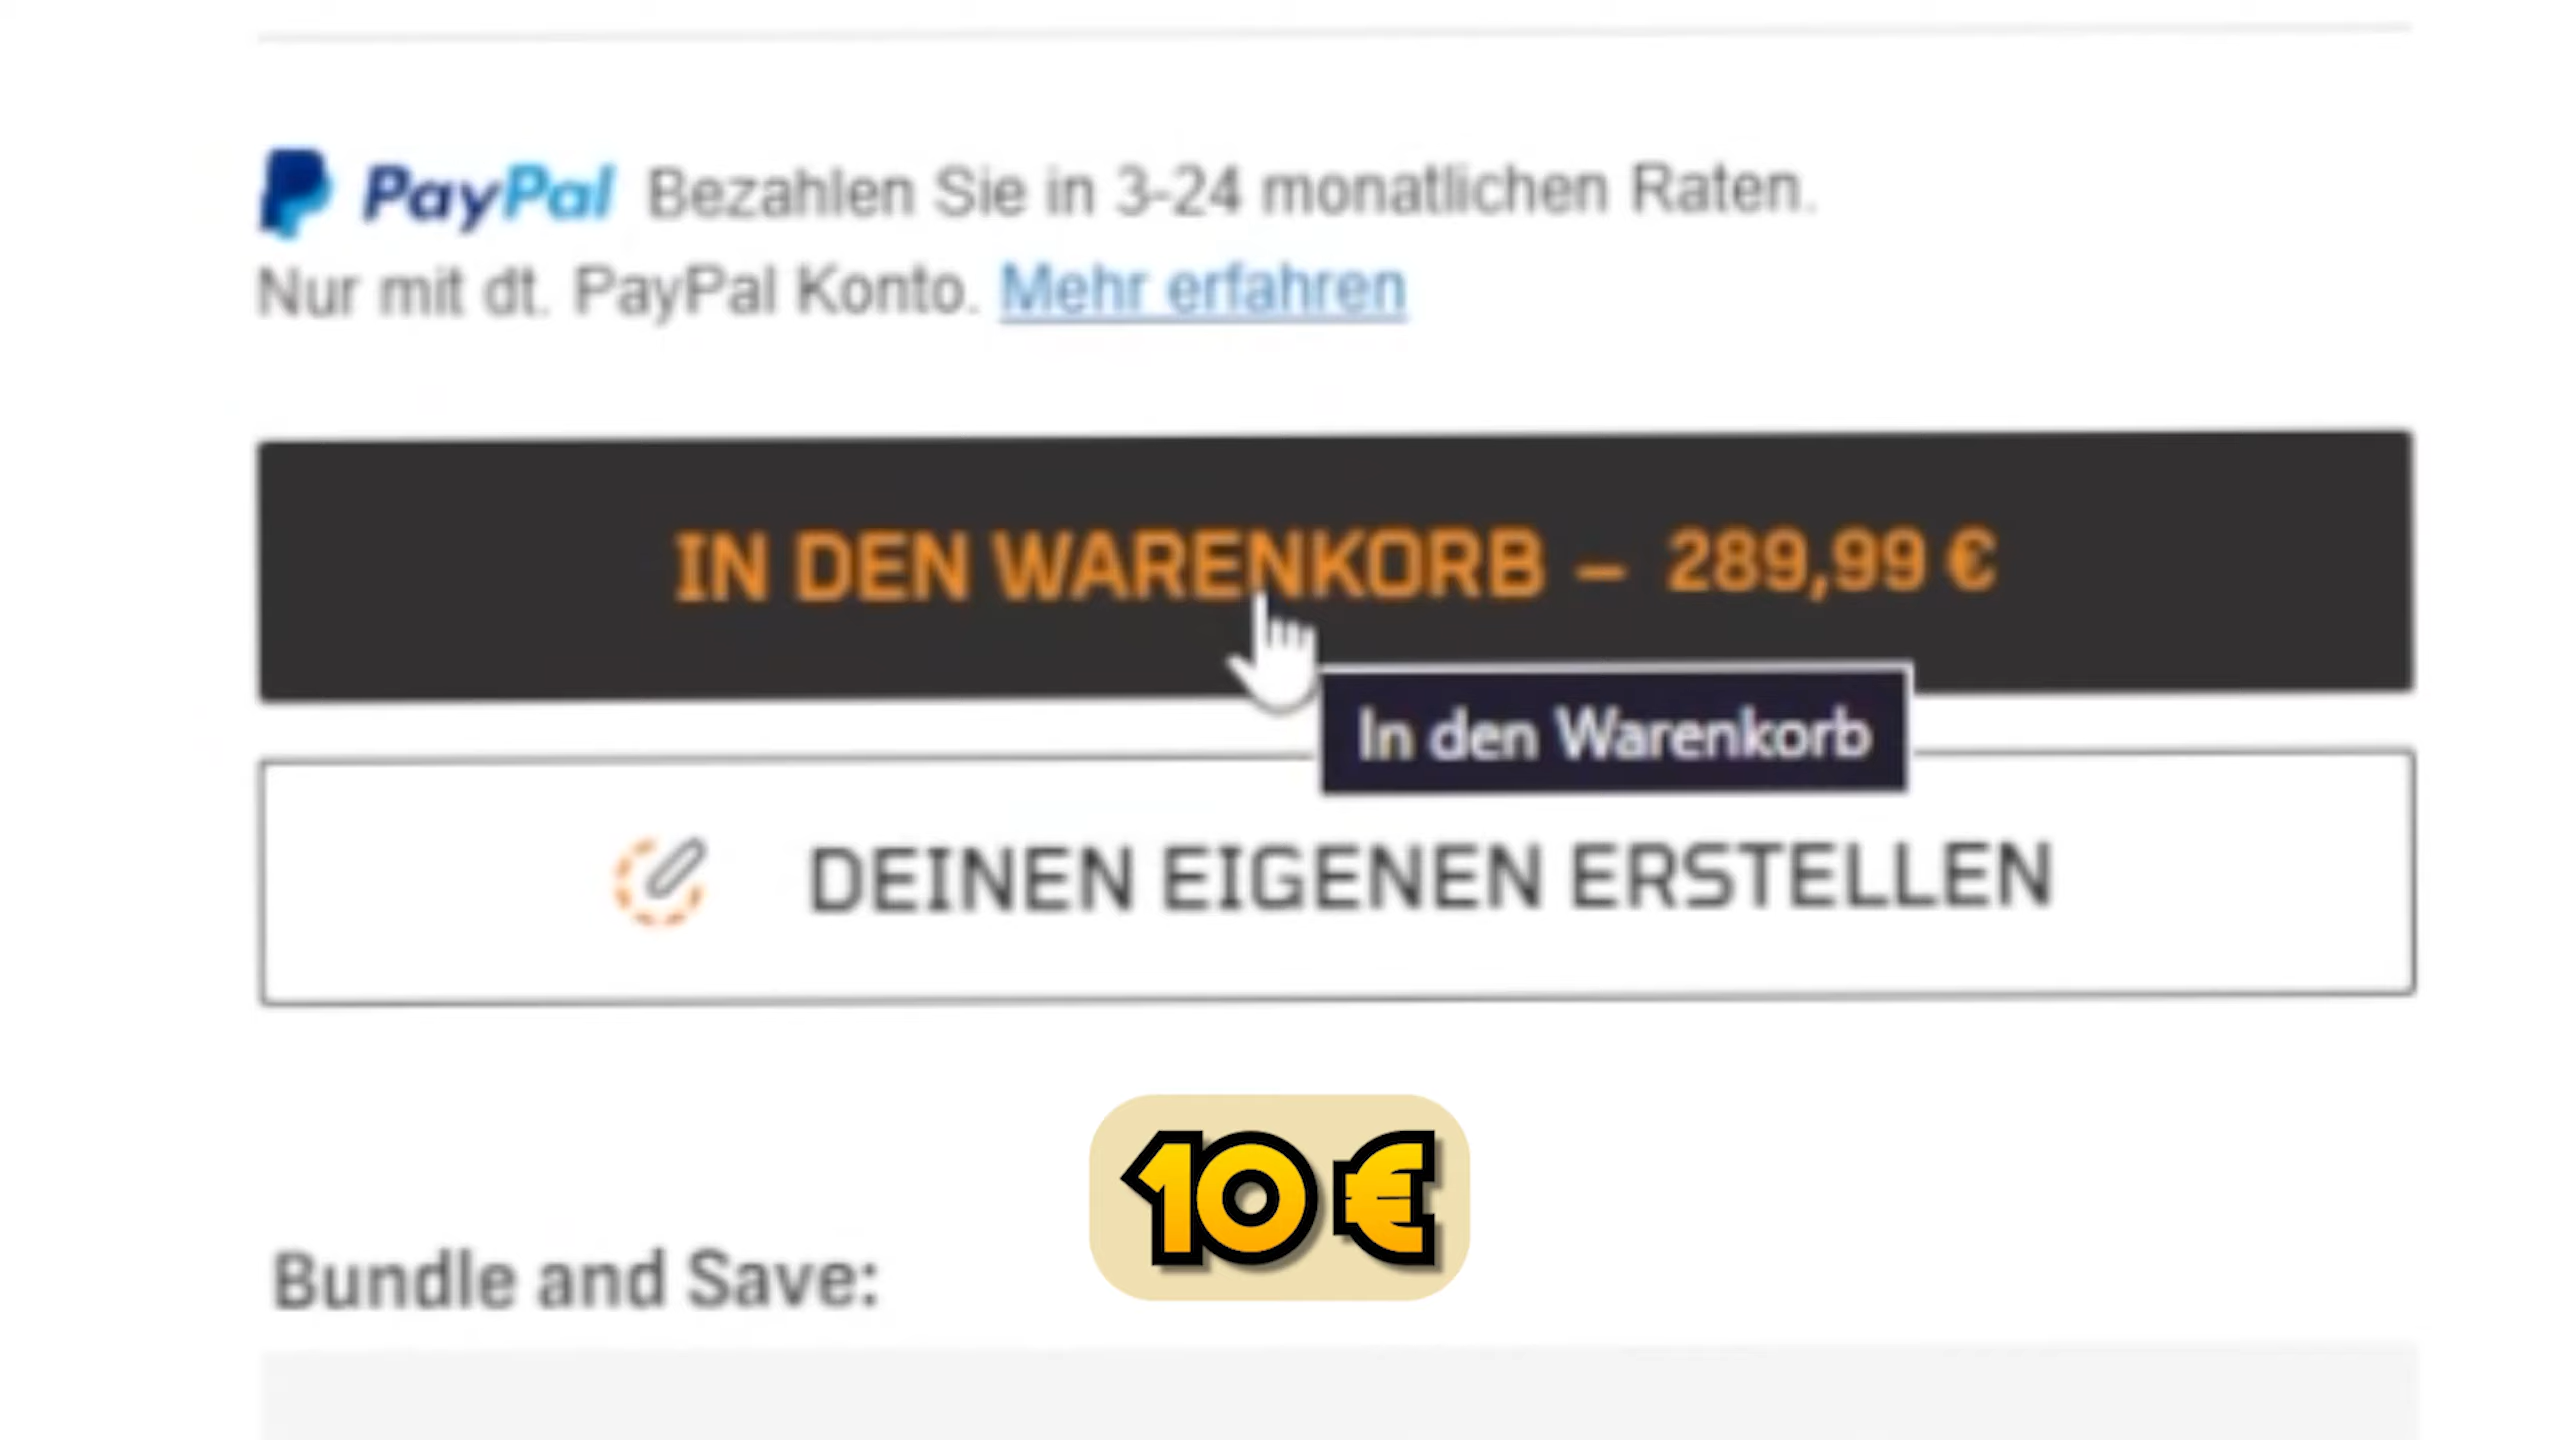 PayPal Bezahlen Sie in 3-24 monatlichen Raten.
Nur mit dt. PayPal Konto. Mehr erfahren
IN DEN WARENKORB – 289,99 €
In den Warenkorb
DEINEN EIGENEN ERSTELLEN
10€
Bundle and Save: